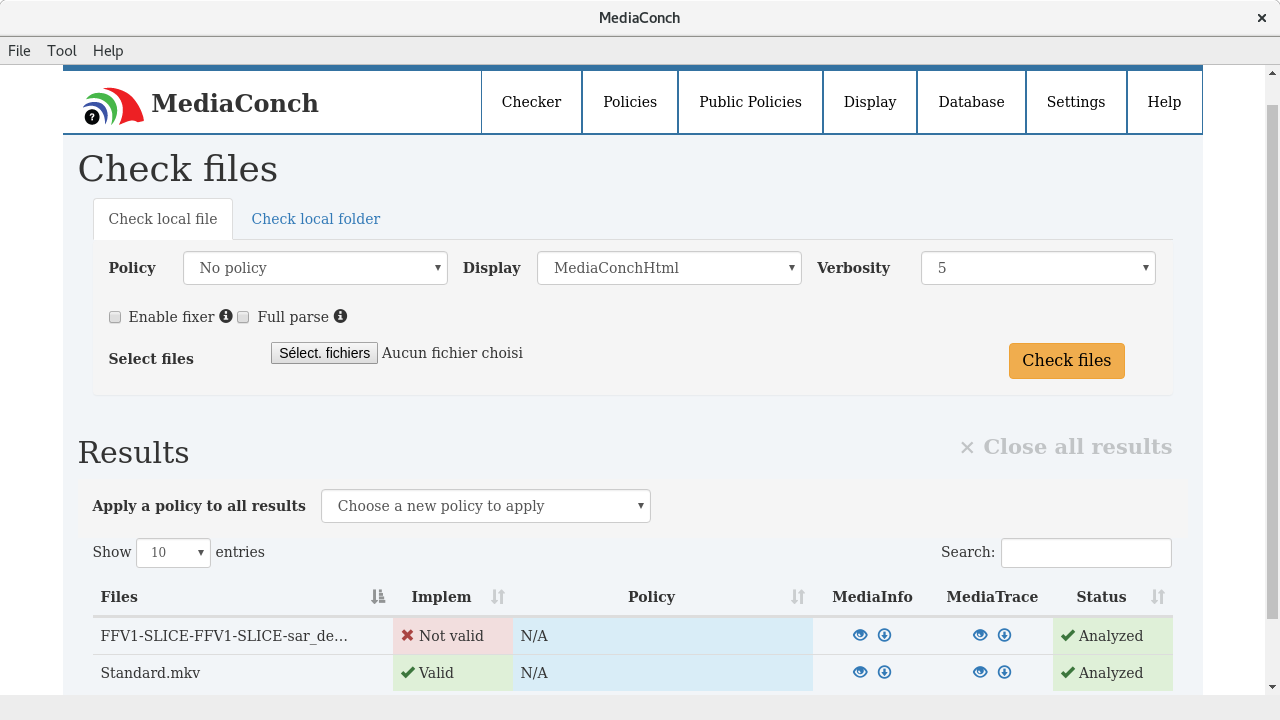 MediaConch ×
File Tool Help
? MediaConch Checker Policies Public Policies Display Database Settings Help
Check files
Check local file Check local folder
Policy No policy Display MediaConchHtml Verbosity 5
Enable fixer Full parse
Select files Sélect. fichiers Aucun fichier choisi Check files
Results × Close all results
Apply a policy to all results Choose a new policy to apply
Show 10 entries Search:
Files Implem Policy MediaInfo MediaTrace Status
FFV1-SLICE-FFV1-SLICE-sar_de... Not valid N/A Analyzed
Standard.mkv Valid N/A Analyzed